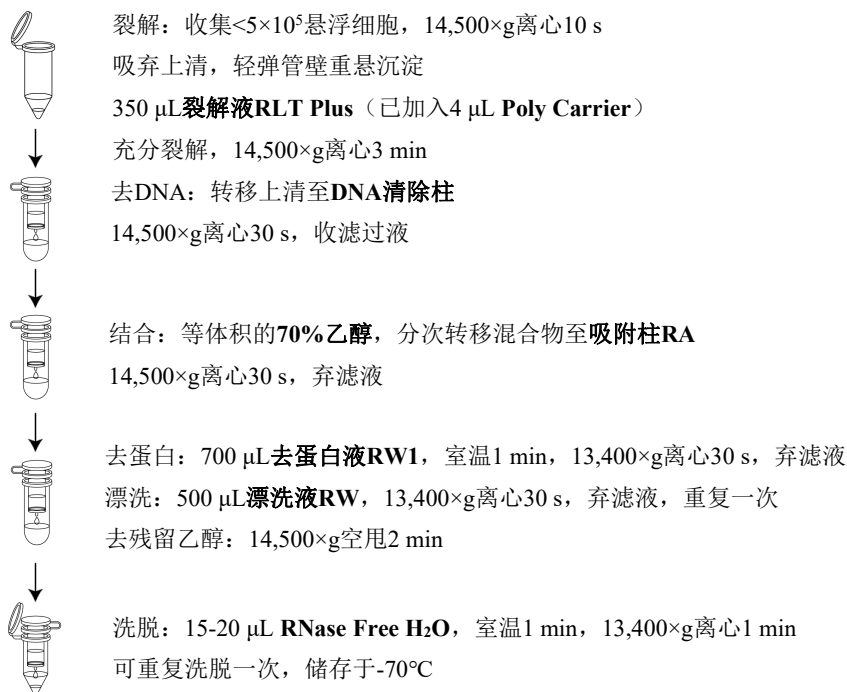 裂解：收集<5×10⁵悬浮细胞，14,500×g离心10 s
吸弃上清，轻弹管壁重悬沉淀
350 μL裂解液RLT Plus（已加入4 μL Poly Carrier）
充分裂解，14,500×g离心3 min
去DNA：转移上清至DNA清除柱
14,500×g离心30 s，收滤过液
结合：等体积的70%乙醇，分次转移混合物至吸附柱RA
14,500×g离心30 s，弃滤液
去蛋白：700 μL去蛋白液RW1，室温1 min，13,400×g离心30 s，弃滤液
漂洗：500 μL漂洗液RW，13,400×g离心30 s，弃滤液，重复一次
去残留乙醇：14,500×g空甩2 min
洗脱：15-20 μL RNase Free H₂O，室温1 min，13,400×g离心1 min
可重复洗脱一次，储存于-70℃